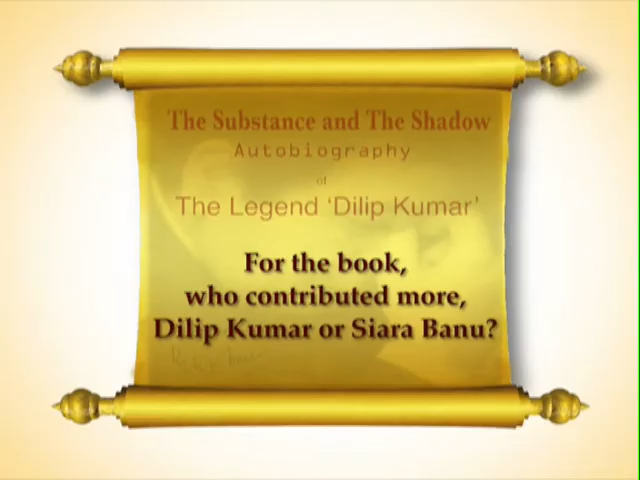 The Substance and The Shadow
Autobiography
of
The Legend 'Dilip Kumar'
For the book,
who contributed more,
Dilip Kumar or Siara Banu?